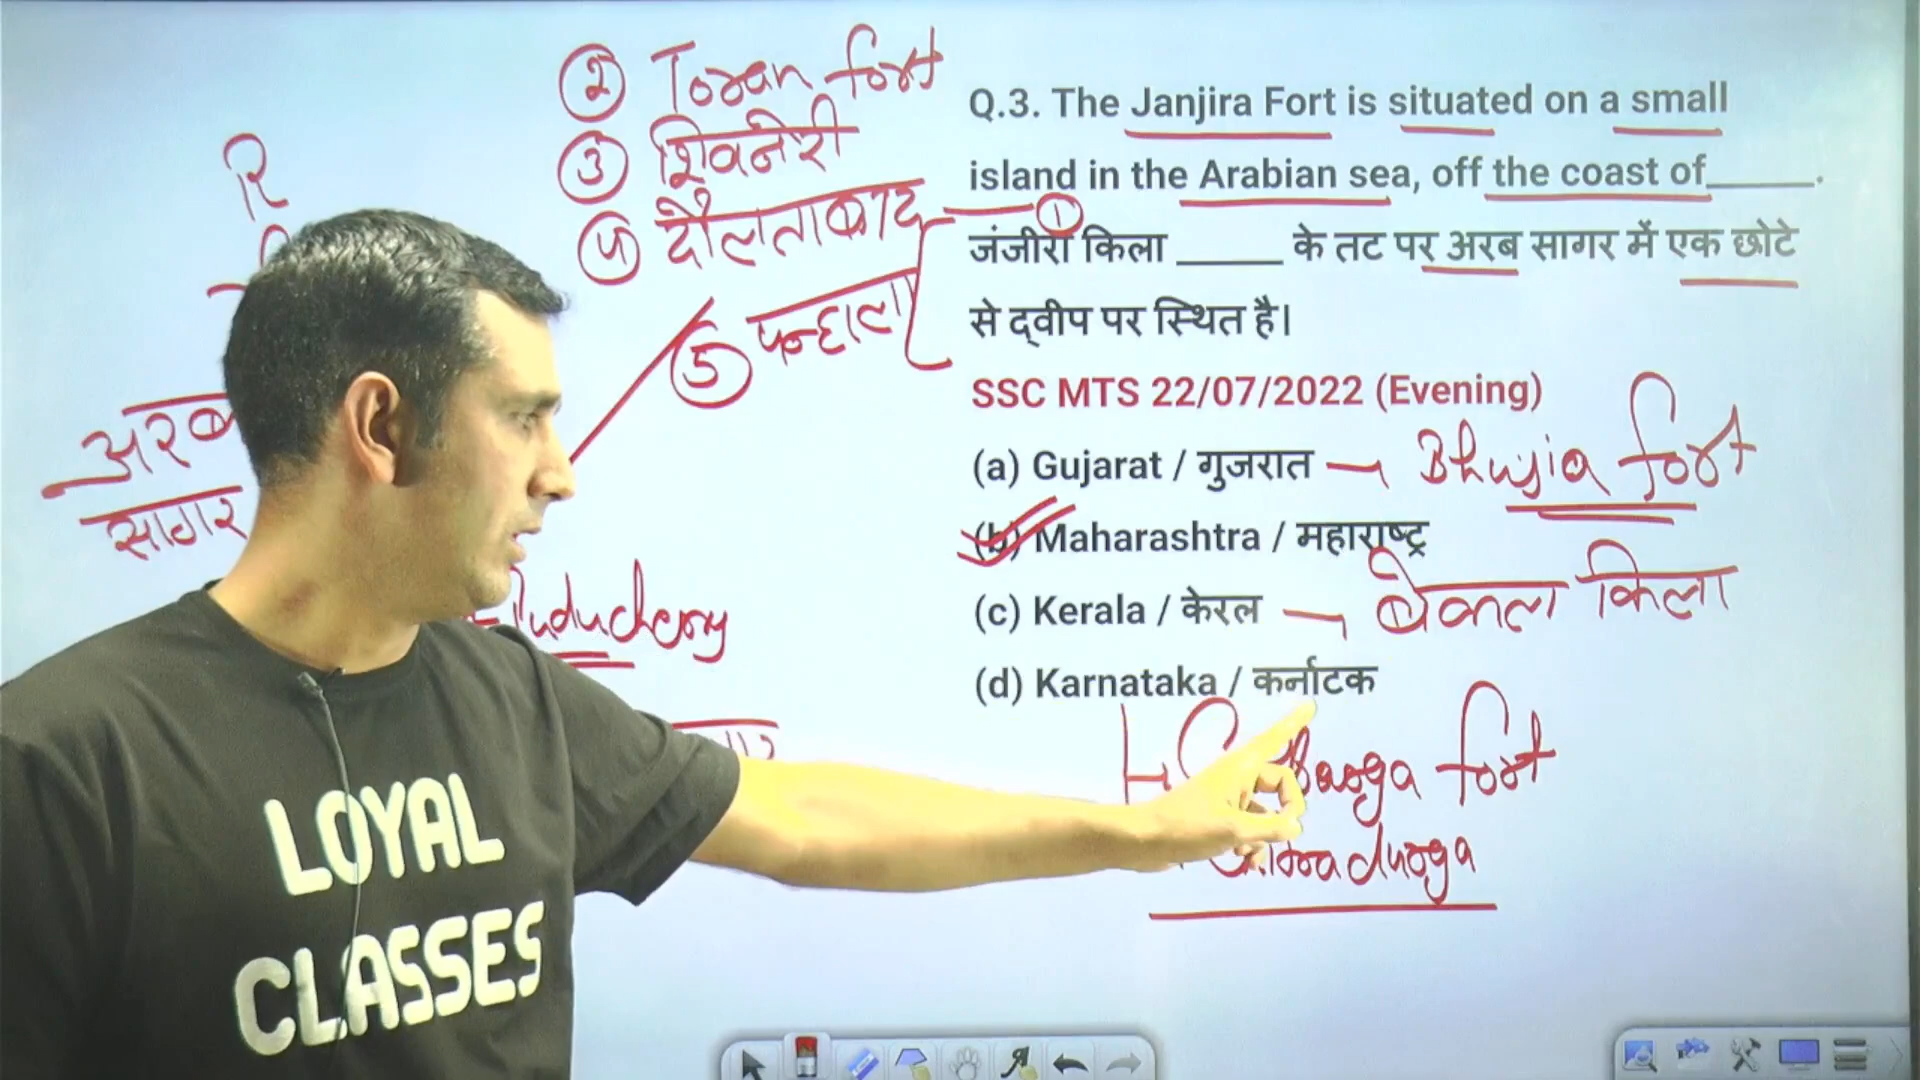 ② Toran fort
③ शिवनेरी
④ दौलताबाद ①
⑤ पन्हाला
अरब
सागर
Puducherry
Q.3. The Janjira Fort is situated on a small
island in the Arabian sea, off the coast of_____.
जंजीरा किला _____ के तट पर अरब सागर में एक छोटे
से द्वीप पर स्थित है।
SSC MTS 22/07/2022 (Evening)
(a) Gujarat / गुजरात → Bhujia fort
(b) Maharashtra / महाराष्ट्र
(c) Kerala / केरल → बेकल किला
(d) Karnataka / कर्नाटक
fort
LOYAL
CLASSES